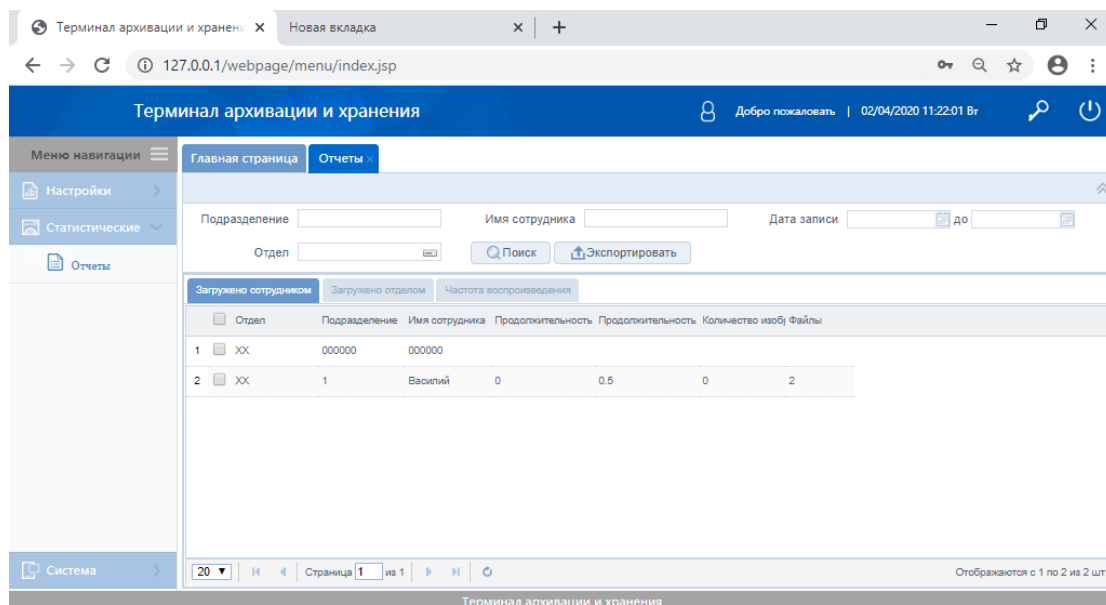 Терминал архивации и хранени
Новая вкладка
127.0.0.1/webpage/menu/index.jsp
Терминал архивации и хранения
Добро пожаловать | 02/04/2020 11:22:01 Вт
Меню навигации
Главная страница
Отчеты
Настройки
Статистические
Отчеты
Система
Подразделение
Имя сотрудника
Дата записи
до
Отдел
Поиск
Экспортировать
Загружено сотрудником
Загружено отделом
Частота воспроизведения
Отдел Подразделение Имя сотрудника Продолжительность Продолжительность Количество изоб Файлы
1 XX 000000 000000
2 XX 1 Василий 0 0.5 0 2
20 Страница 1 из 1
Отображаются с 1 по 2 из 2 шт
Терминал архивации и хранения